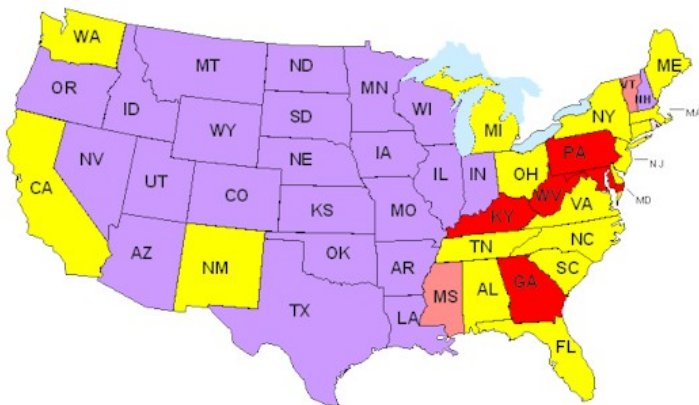 WA
ME
MT
ND
VT
MN
NH
OR
MA
ID
WI
NY
SD
WY
MI
PA
IA
NE
NJ
NV
OH
IL
IN
UT
WV
MD
CA
CO
VA
KS
MO
KY
NC
TN
OK
AZ
AR
SC
NM
MS
AL
GA
TX
LA
FL